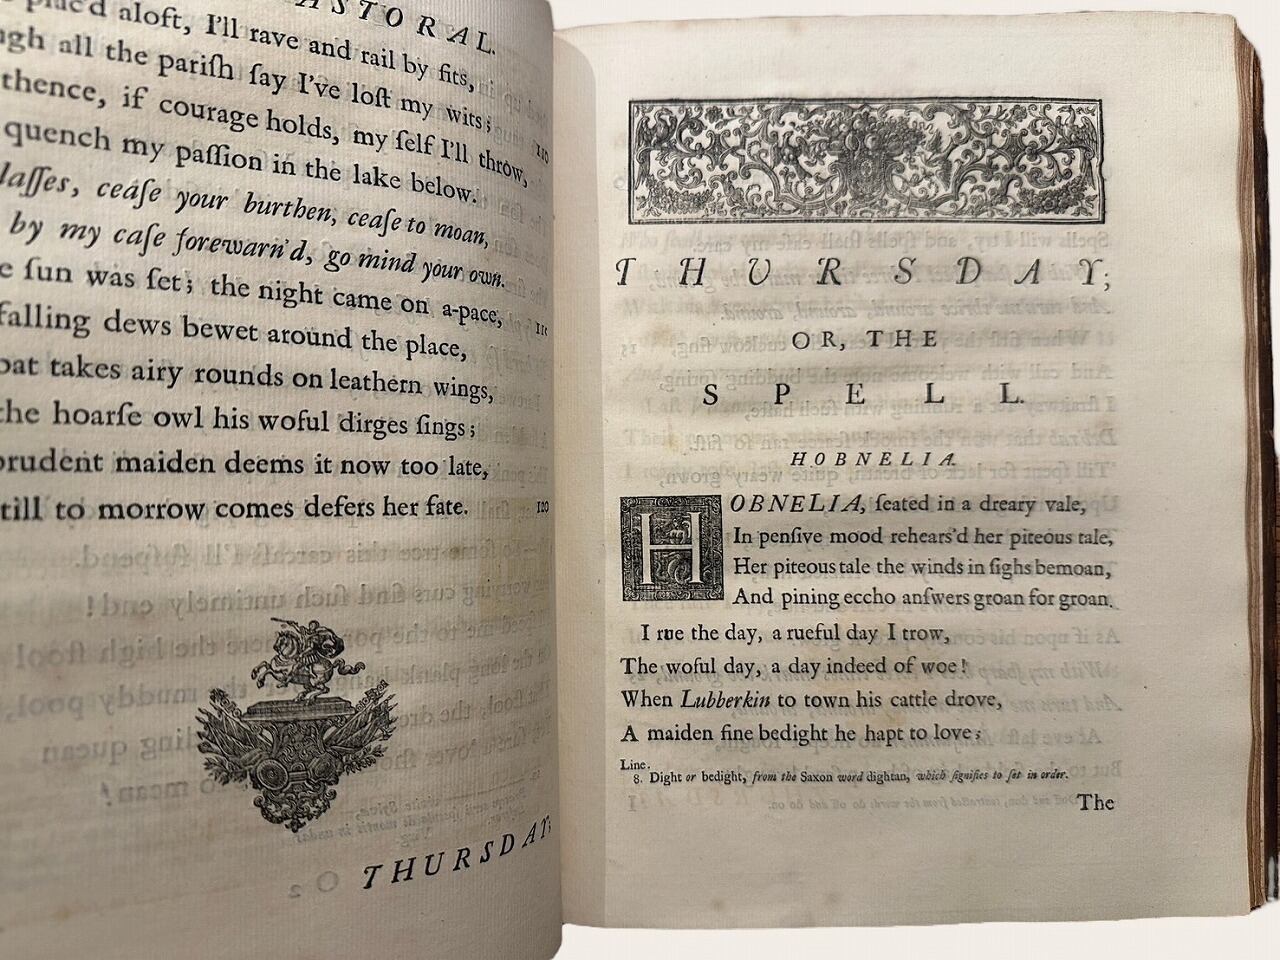 ASTORAL.
plac'd aloft, I'll rave and rail by fits,
all the pariſh ſay I've loſt my wits;
thence, if courage holds, my ſelf I'll throw, 110
quench my paſſion in the lake below.
laſſes, ceaſe your burthen, ceaſe to moan,
by my caſe forewarn'd, go mind your own.
ſun was ſet; the night came on a-pace,
falling dews bewet around the place, 115
takes airy rounds on leathern wings,
the hoarſe owl his woful dirges ſings;
prudent maiden deems it now too late,
till to morrow comes defers her fate. 120
THURSDAY;
THURSDAY;
OR, THE
SPELL.
HOBNELIA.
HOBNELIA, ſeated in a dreary vale,
In penſive mood rehears'd her piteous tale,
Her piteous tale the winds in ſighs bemoan,
And pining eccho anſwers groan for groan.
I rue the day, a rueful day I trow,
The woful day, a day indeed of woe!
When Lubberkin to town his cattle drove,
A maiden fine bedight he hapt to love;
Line.
8. Dight or bedight, from the Saxon word dightan, which ſignifies to ſet in order.
The